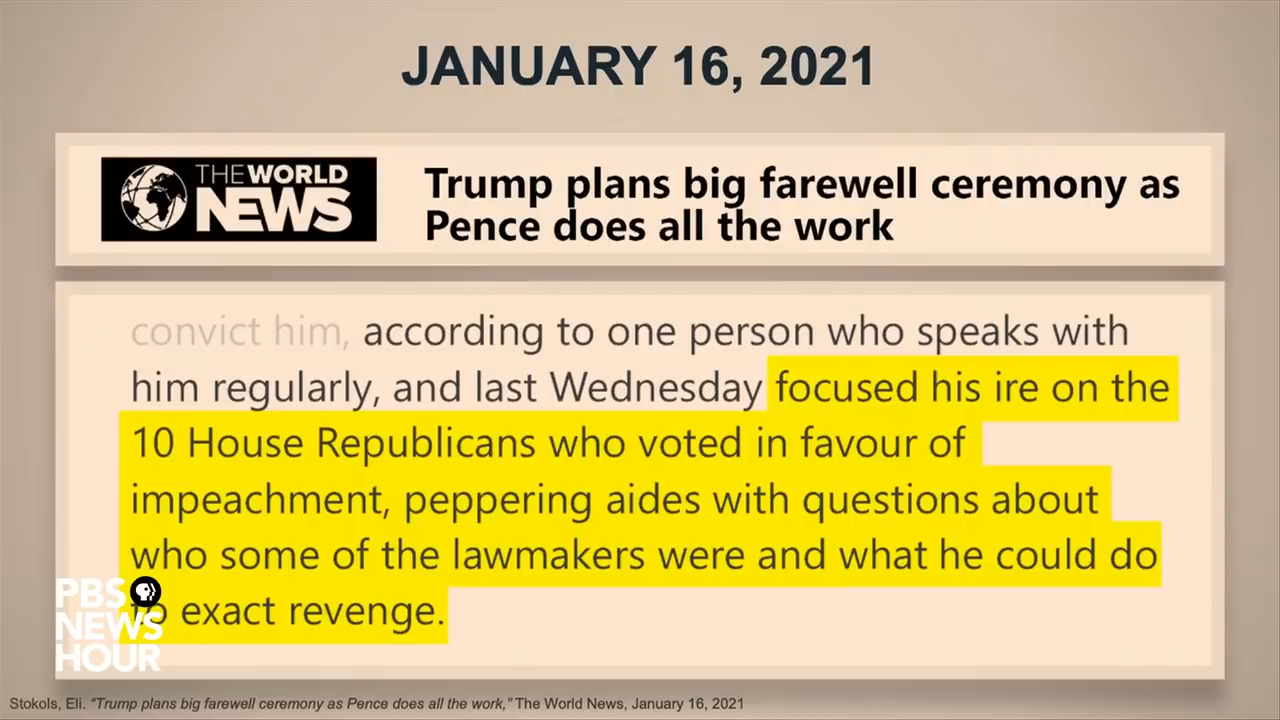 JANUARY 16, 2021
THE WORLD
NEWS
Trump plans big farewell ceremony as
Pence does all the work
convict him, according to one person who speaks with
him regularly, and last Wednesday focused his ire on the
10 House Republicans who voted in favour of
impeachment, peppering aides with questions about
who some of the lawmakers were and what he could do
to exact revenge.
PBS
NEWS
HOUR
Stokols, Eli. "Trump plans big farewell ceremony as Pence does all the work," The World News, January 16, 2021